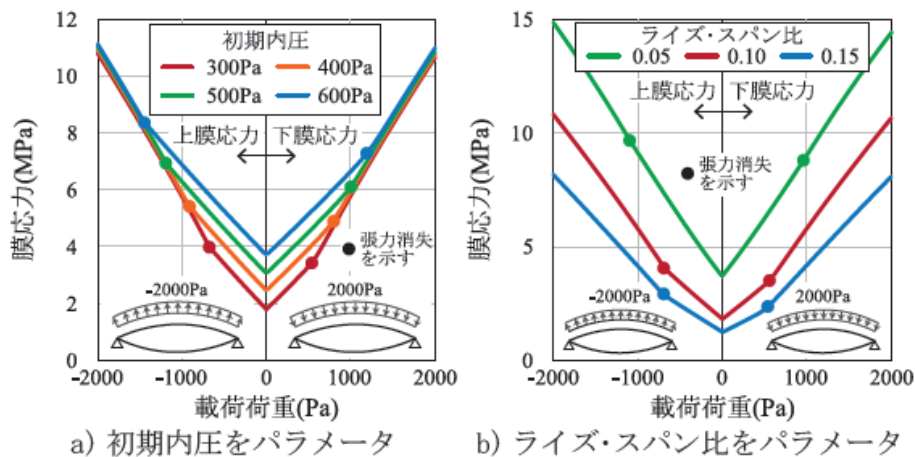 12
10
8
6
4
2
0
膜応力(MPa)
初期内圧
300Pa
400Pa
500Pa
600Pa
上膜応力
下膜応力
張力消失
を示す
-2000Pa
2000Pa
-2000
-1000
0
1000
2000
載荷荷重(Pa)
a) 初期内圧をパラメータ
15
10
5
0
膜応力(MPa)
ライズ・スパン比
0.05
0.10
0.15
上膜応力
下膜応力
張力消失
を示す
-2000Pa
2000Pa
-2000
-1000
0
1000
2000
載荷荷重(Pa)
b) ライズ・スパン比をパラメータ